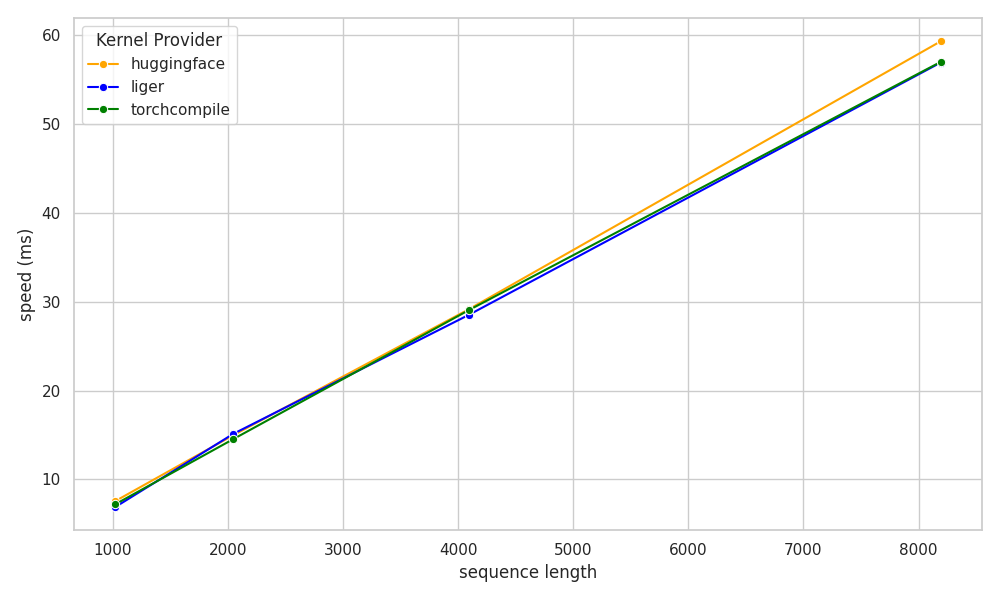 Kernel Provider
huggingface
liger
torchcompile
speed (ms)
60
50
40
30
20
10
1000 2000 3000 4000 5000 6000 7000 8000
sequence length